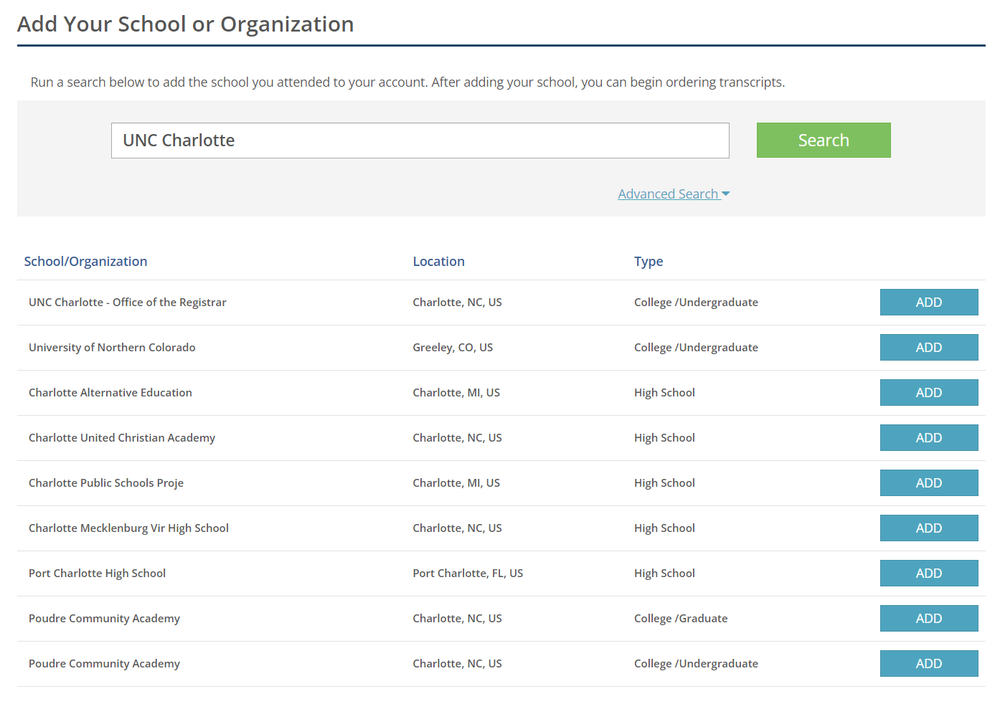 Add Your School or Organization
Run a search below to add the school you attended to your account. After adding your school, you can begin ordering transcripts.
UNC Charlotte
Search
Advanced Search
School/Organization Location Type
UNC Charlotte - Office of the Registrar Charlotte, NC, US College /Undergraduate ADD
University of Northern Colorado Greeley, CO, US College /Undergraduate ADD
Charlotte Alternative Education Charlotte, MI, US High School ADD
Charlotte United Christian Academy Charlotte, NC, US High School ADD
Charlotte Public Schools Proje Charlotte, MI, US High School ADD
Charlotte Mecklenburg Vir High School Charlotte, NC, US High School ADD
Port Charlotte High School Port Charlotte, FL, US High School ADD
Poudre Community Academy Charlotte, NC, US College /Graduate ADD
Poudre Community Academy Charlotte, NC, US College /Undergraduate ADD